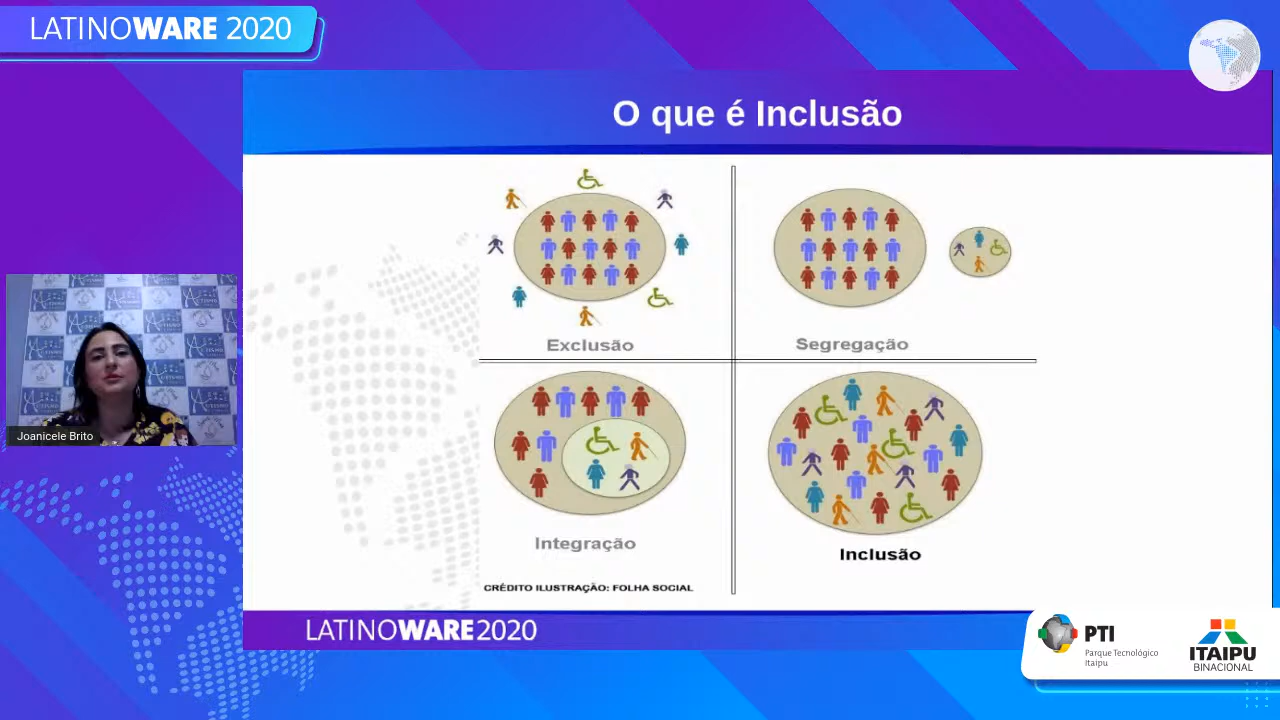 LATINOWARE 2020
O que é Inclusão
Exclusão
Segregação
Integração
Inclusão
CRÉDITO ILUSTRAÇÃO: FOLHA SOCIAL
Joanicele Brito
LATINOWARE2020
PTI
Parque Tecnológico
Itaipu
ITAIPU
BINACIONAL